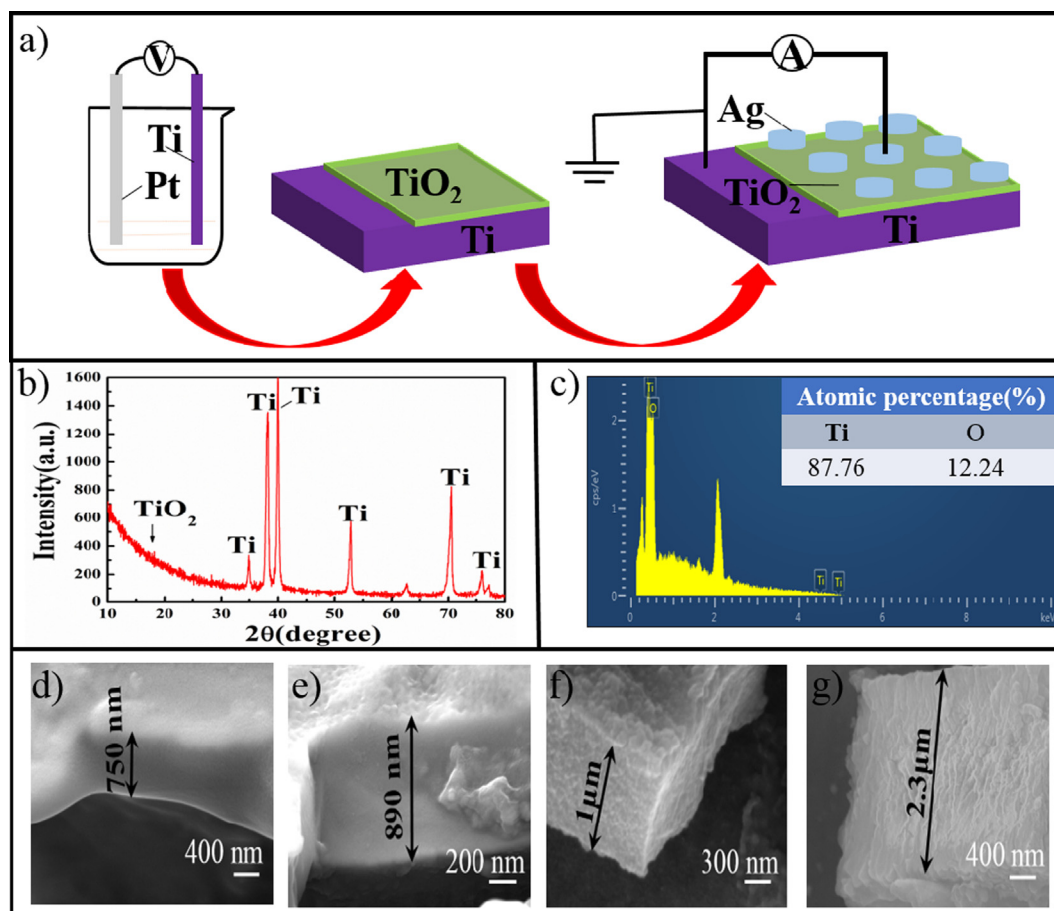 a)
V
Ti
Pt
TiO2
Ti
A
Ag
TiO2
Ti
b)
Intensity(a.u.)
1600
1400
1200
1000
800
600
400
200
0
TiO2
Ti
Ti
Ti
Ti
Ti
Ti
10 20 30 40 50 60 70 80
2θ(degree)
c)
cps/eV
2
1
0
Ti
O
Ti
Ti
2 4 6 8 keV
Atomic percentage(%)
Ti O
87.76 12.24
d)
750 nm
400 nm
e)
890 nm
200 nm
f)
1μm
300 nm
g)
2.3μm
400 nm